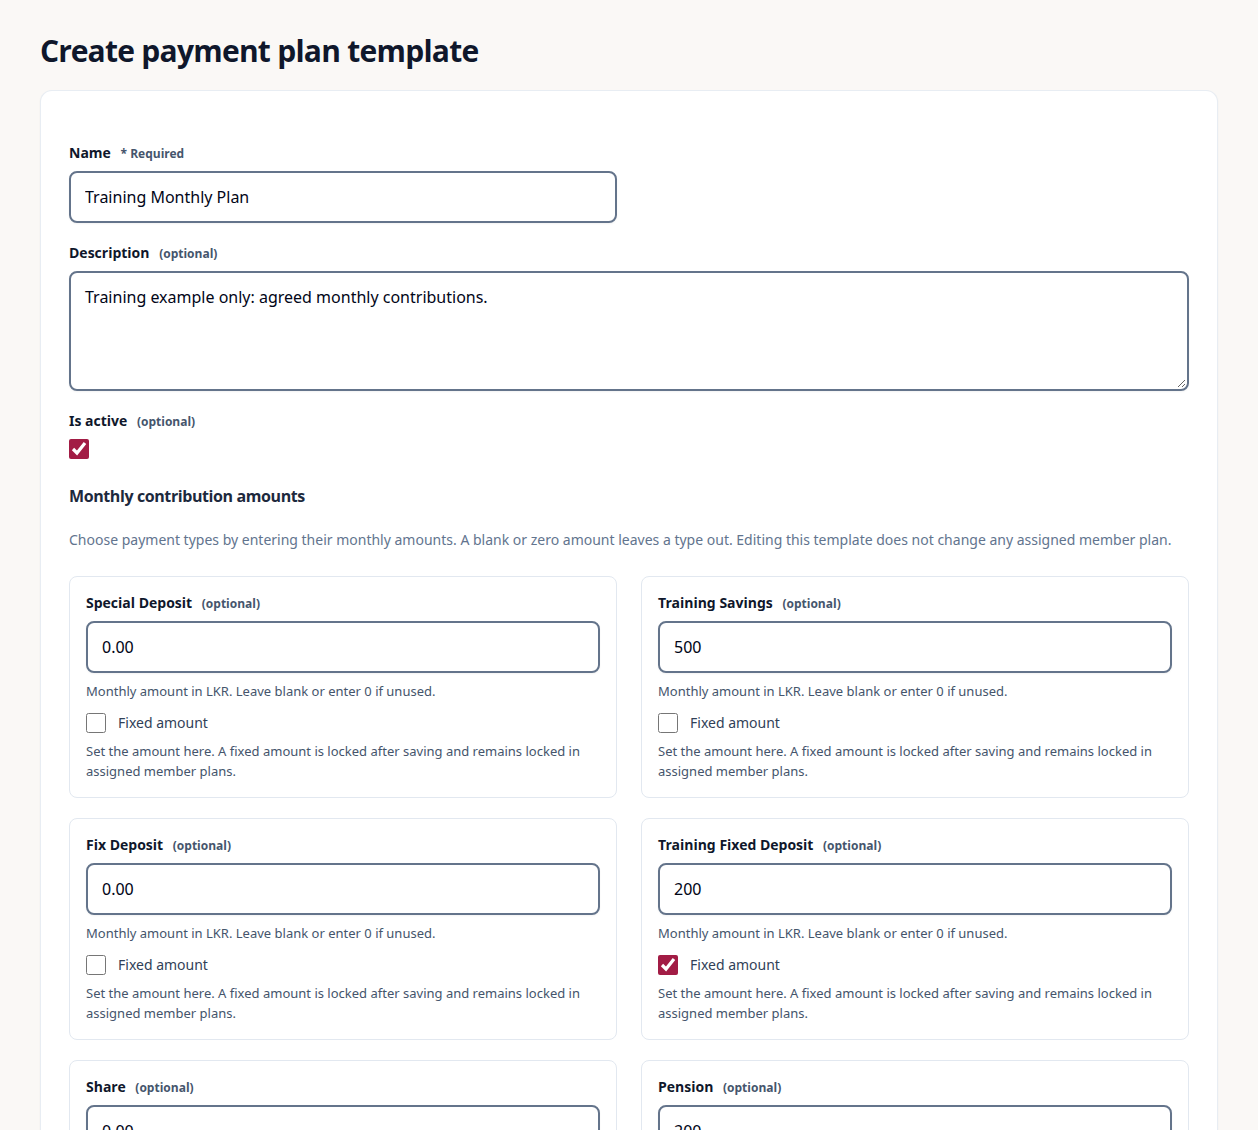 Create payment plan template
Name * Required
Training Monthly Plan
Description (optional)
Training example only: agreed monthly contributions.
Is active (optional)
Monthly contribution amounts
Choose payment types by entering their monthly amounts. A blank or zero amount leaves a type out. Editing this template does not change any assigned member plan.
Special Deposit (optional)
0.00
Monthly amount in LKR. Leave blank or enter 0 if unused.
Fixed amount
Set the amount here. A fixed amount is locked after saving and remains locked in
assigned member plans.
Training Savings (optional)
500
Monthly amount in LKR. Leave blank or enter 0 if unused.
Fixed amount
Set the amount here. A fixed amount is locked after saving and remains locked in
assigned member plans.
Fix Deposit (optional)
0.00
Monthly amount in LKR. Leave blank or enter 0 if unused.
Fixed amount
Set the amount here. A fixed amount is locked after saving and remains locked in
assigned member plans.
Training Fixed Deposit (optional)
200
Monthly amount in LKR. Leave blank or enter 0 if unused.
Fixed amount
Set the amount here. A fixed amount is locked after saving and remains locked in
assigned member plans.
Share (optional)
Pension (optional)